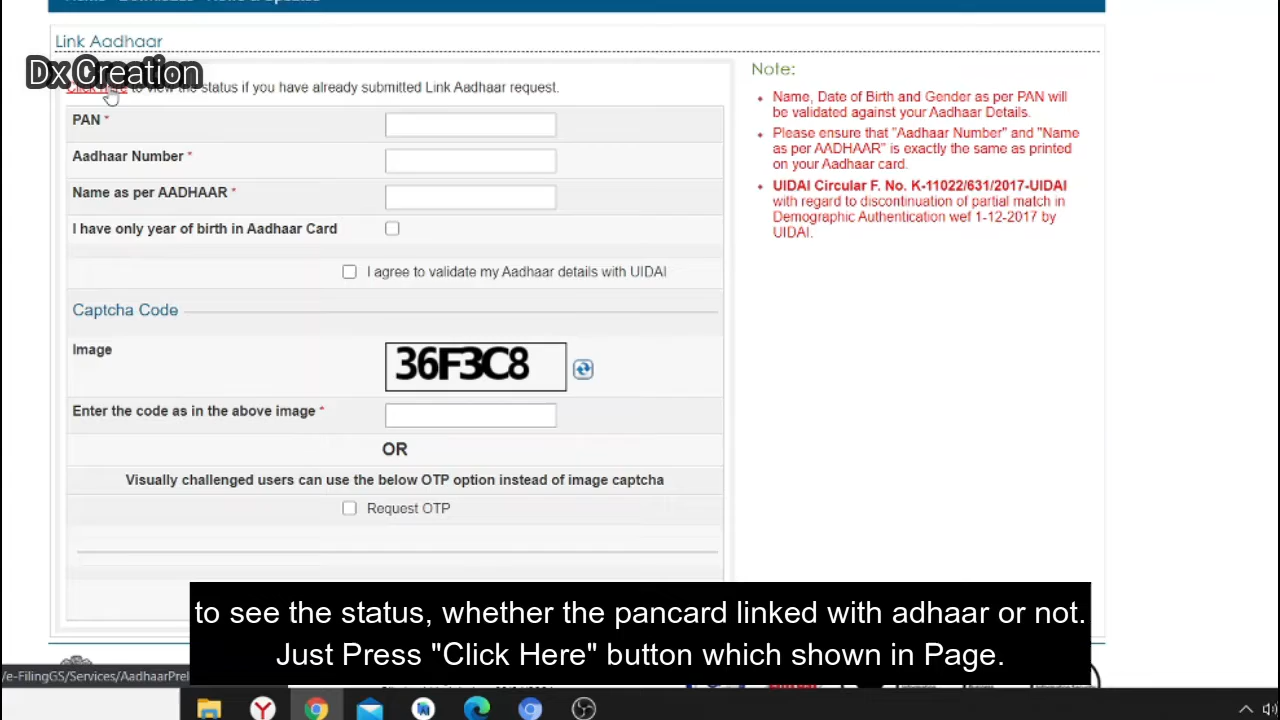 Link Aadhaar
Dx Creation
Click Here to view the status if you have already submitted Link Aadhaar request.
PAN *
Aadhaar Number *
Name as per AADHAAR *
I have only year of birth in Aadhaar Card
I agree to validate my Aadhaar details with UIDAI
Captcha Code
Image
36F3C8
Enter the code as in the above image *
OR
Visually challenged users can use the below OTP option instead of image captcha
Request OTP
Note:
Name, Date of Birth and Gender as per PAN will
be validated against your Aadhaar Details.
Please ensure that "Aadhaar Number" and "Name
as per AADHAAR" is exactly the same as printed
on your Aadhaar card.
UIDAI Circular F. No. K-11022/631/2017-UIDAI
with regard to discontinuation of partial match in
Demographic Authentication wef 1-12-2017 by
UIDAI.
to see the status, whether the pancard linked with adhaar or not.
Just Press "Click Here" button which shown in Page.
/e-FilingGS/Services/AadhaarPrel